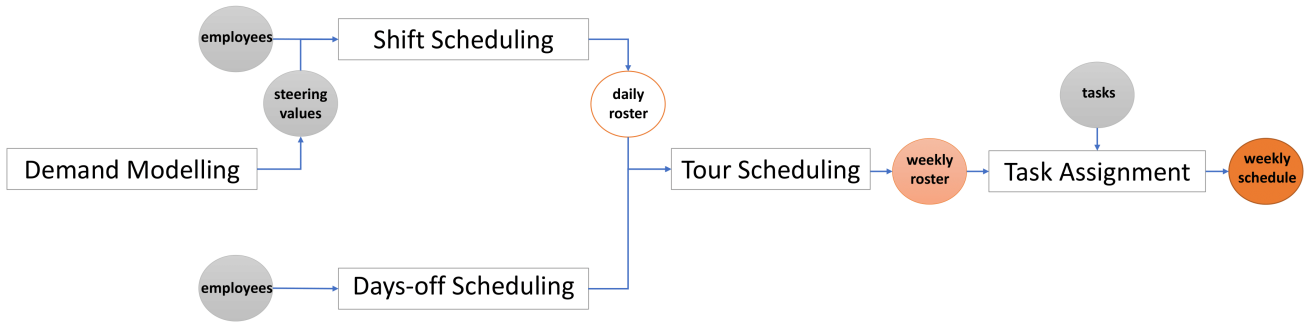 employees
Shift Scheduling
steering
values
daily
roster
tasks
Demand Modelling
Tour Scheduling
weekly
roster
Task Assignment
weekly
schedule
employees
Days-off Scheduling